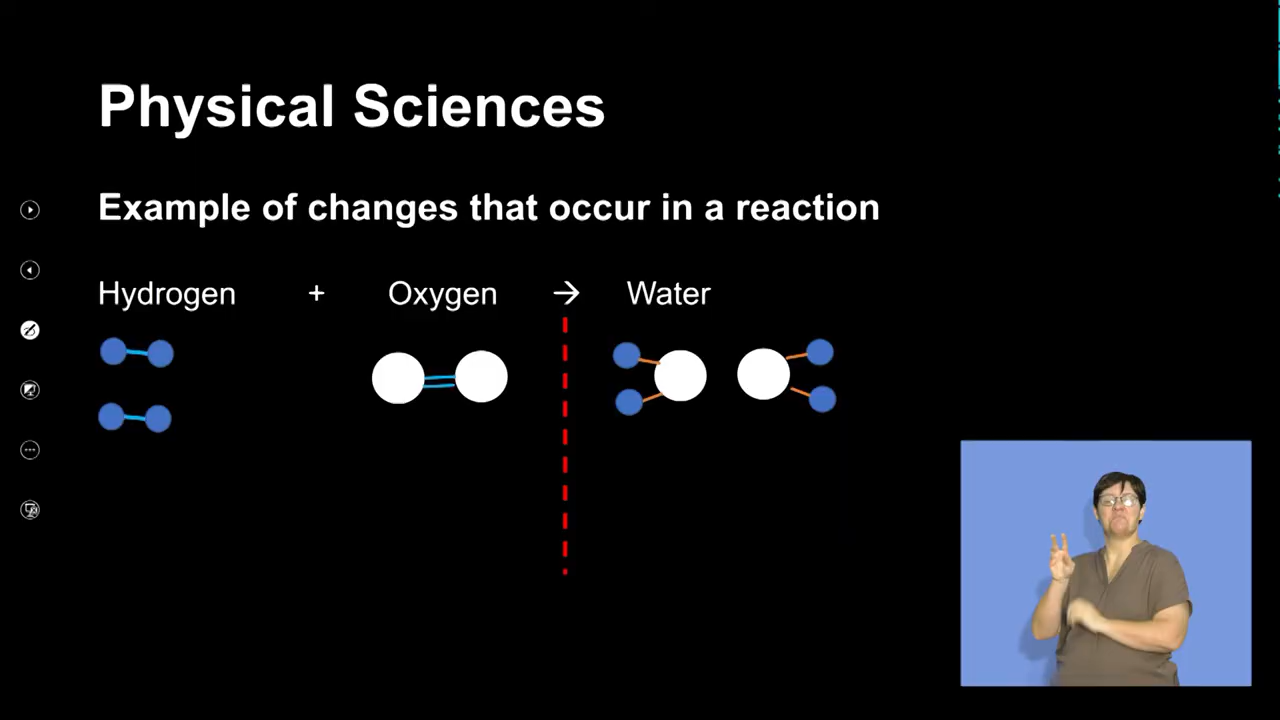 Physical Sciences
Example of changes that occur in a reaction
Hydrogen + Oxygen → Water